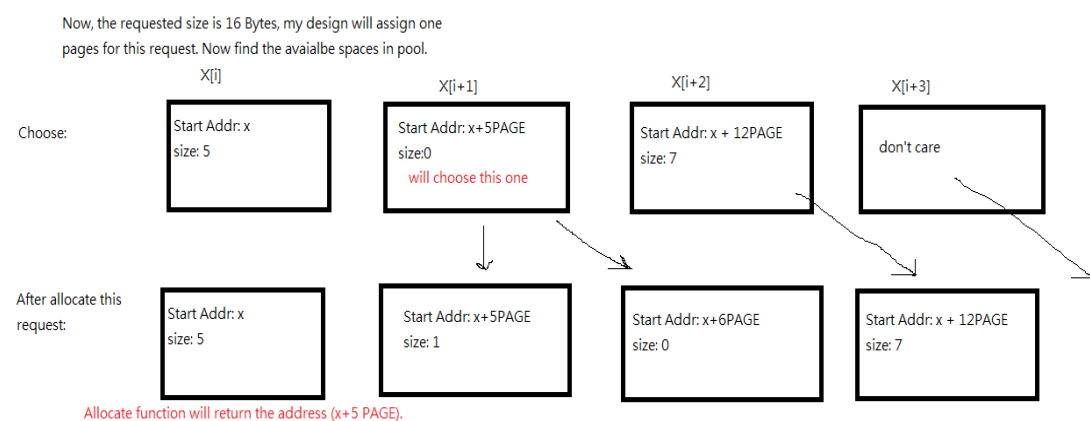 Now, the requested size is 16 Bytes, my design will assign one
pages for this request. Now find the avaialbe spaces in pool.
X[i]
X[i+1]
X[i+2]
X[i+3]
Choose:
Start Addr: x
size: 5
Start Addr: x+5PAGE
size:0
will choose this one
Start Addr: x + 12PAGE
size: 7
don't care
After allocate this
request:
Start Addr: x
size: 5
Start Addr: x+5PAGE
size: 1
Start Addr: x+6PAGE
size: 0
Start Addr: x + 12PAGE
size: 7
Allocate function will return the address (x+5 PAGE).